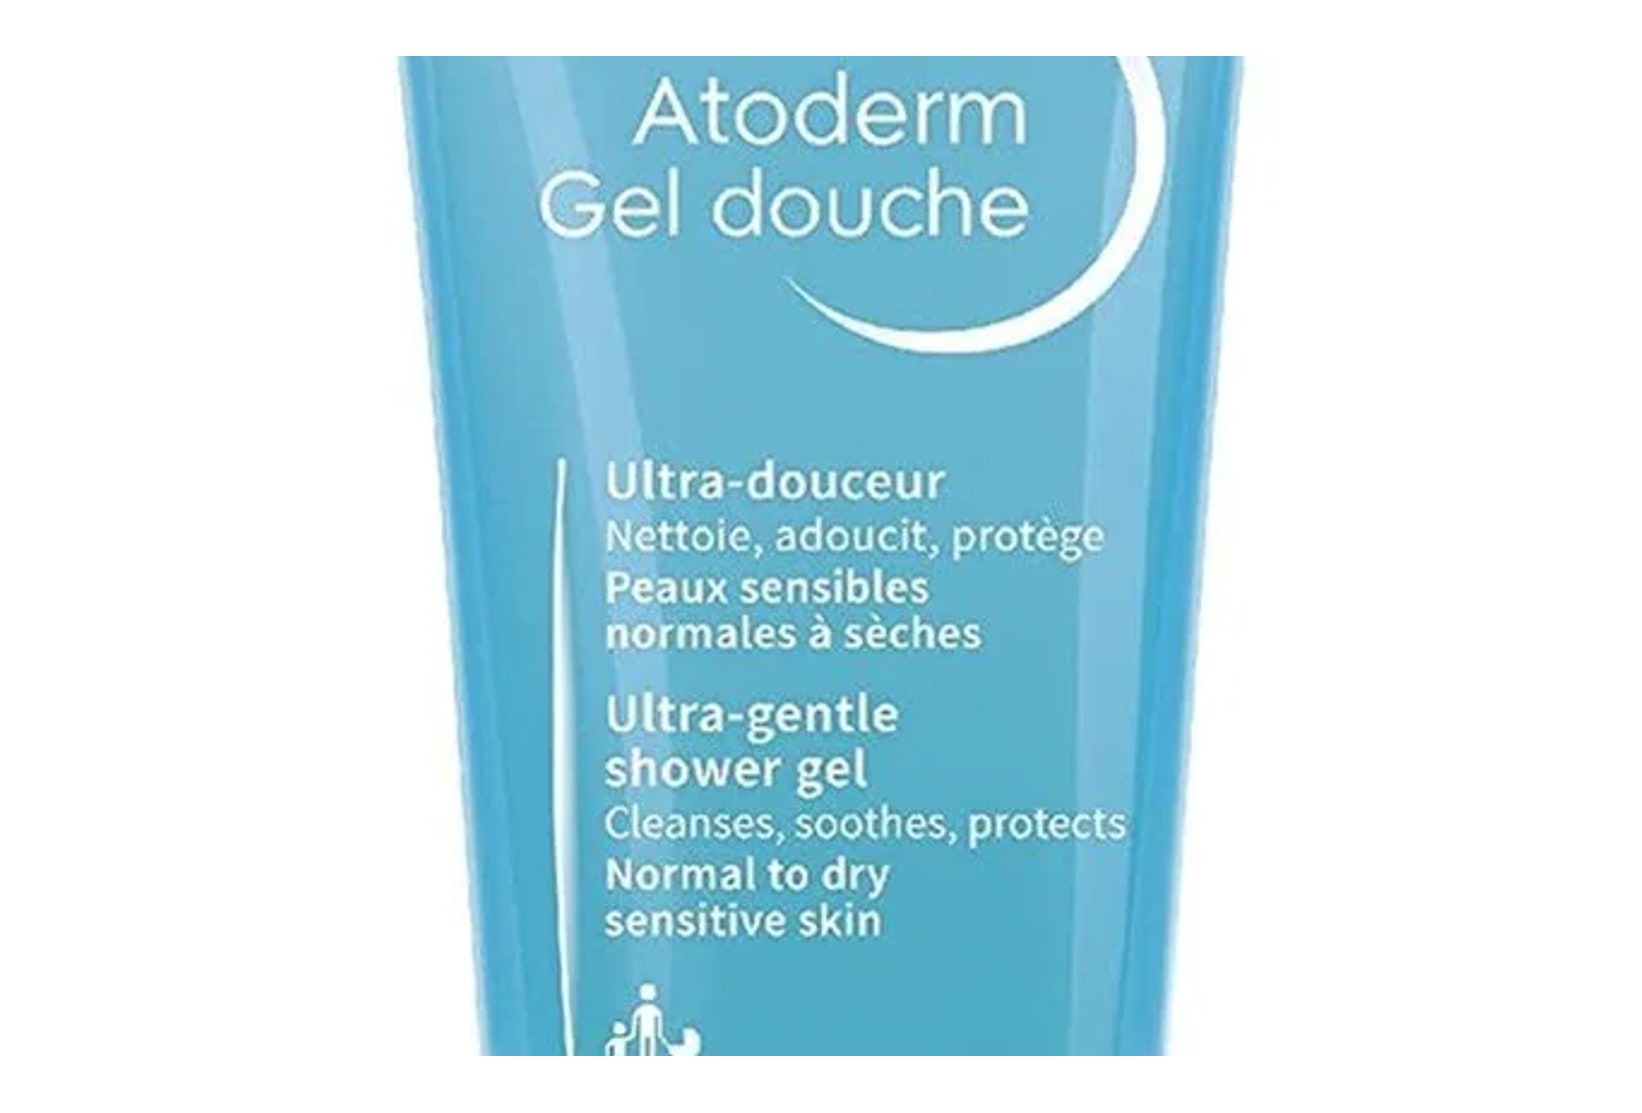 Atoderm
Gel douche
Ultra-douceur
Nettoie, adoucit, protège
Peaux sensibles
normales à sèches
Ultra-gentle
shower gel
Cleanses, soothes, protects
Normal to dry
sensitive skin